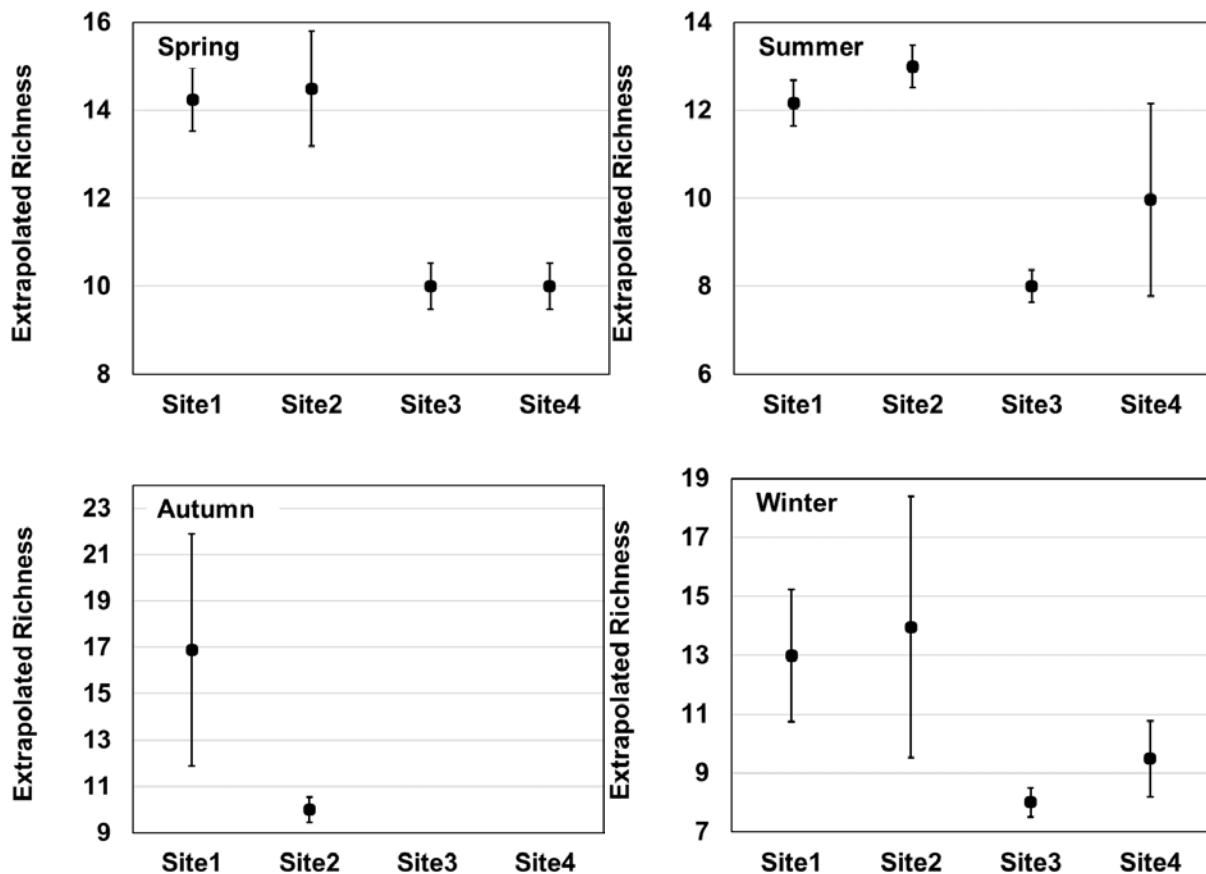 Spring
Extrapolated Richness
16
14
12
10
8
Site1 Site2 Site3 Site4
Summer
Extrapolated Richness
14
12
10
8
6
Site1 Site2 Site3 Site4
Autumn
Extrapolated Richness
23
21
19
17
15
13
11
9
Site1 Site2 Site3 Site4
Winter
Extrapolated Richness
19
17
15
13
11
9
7
Site1 Site2 Site3 Site4